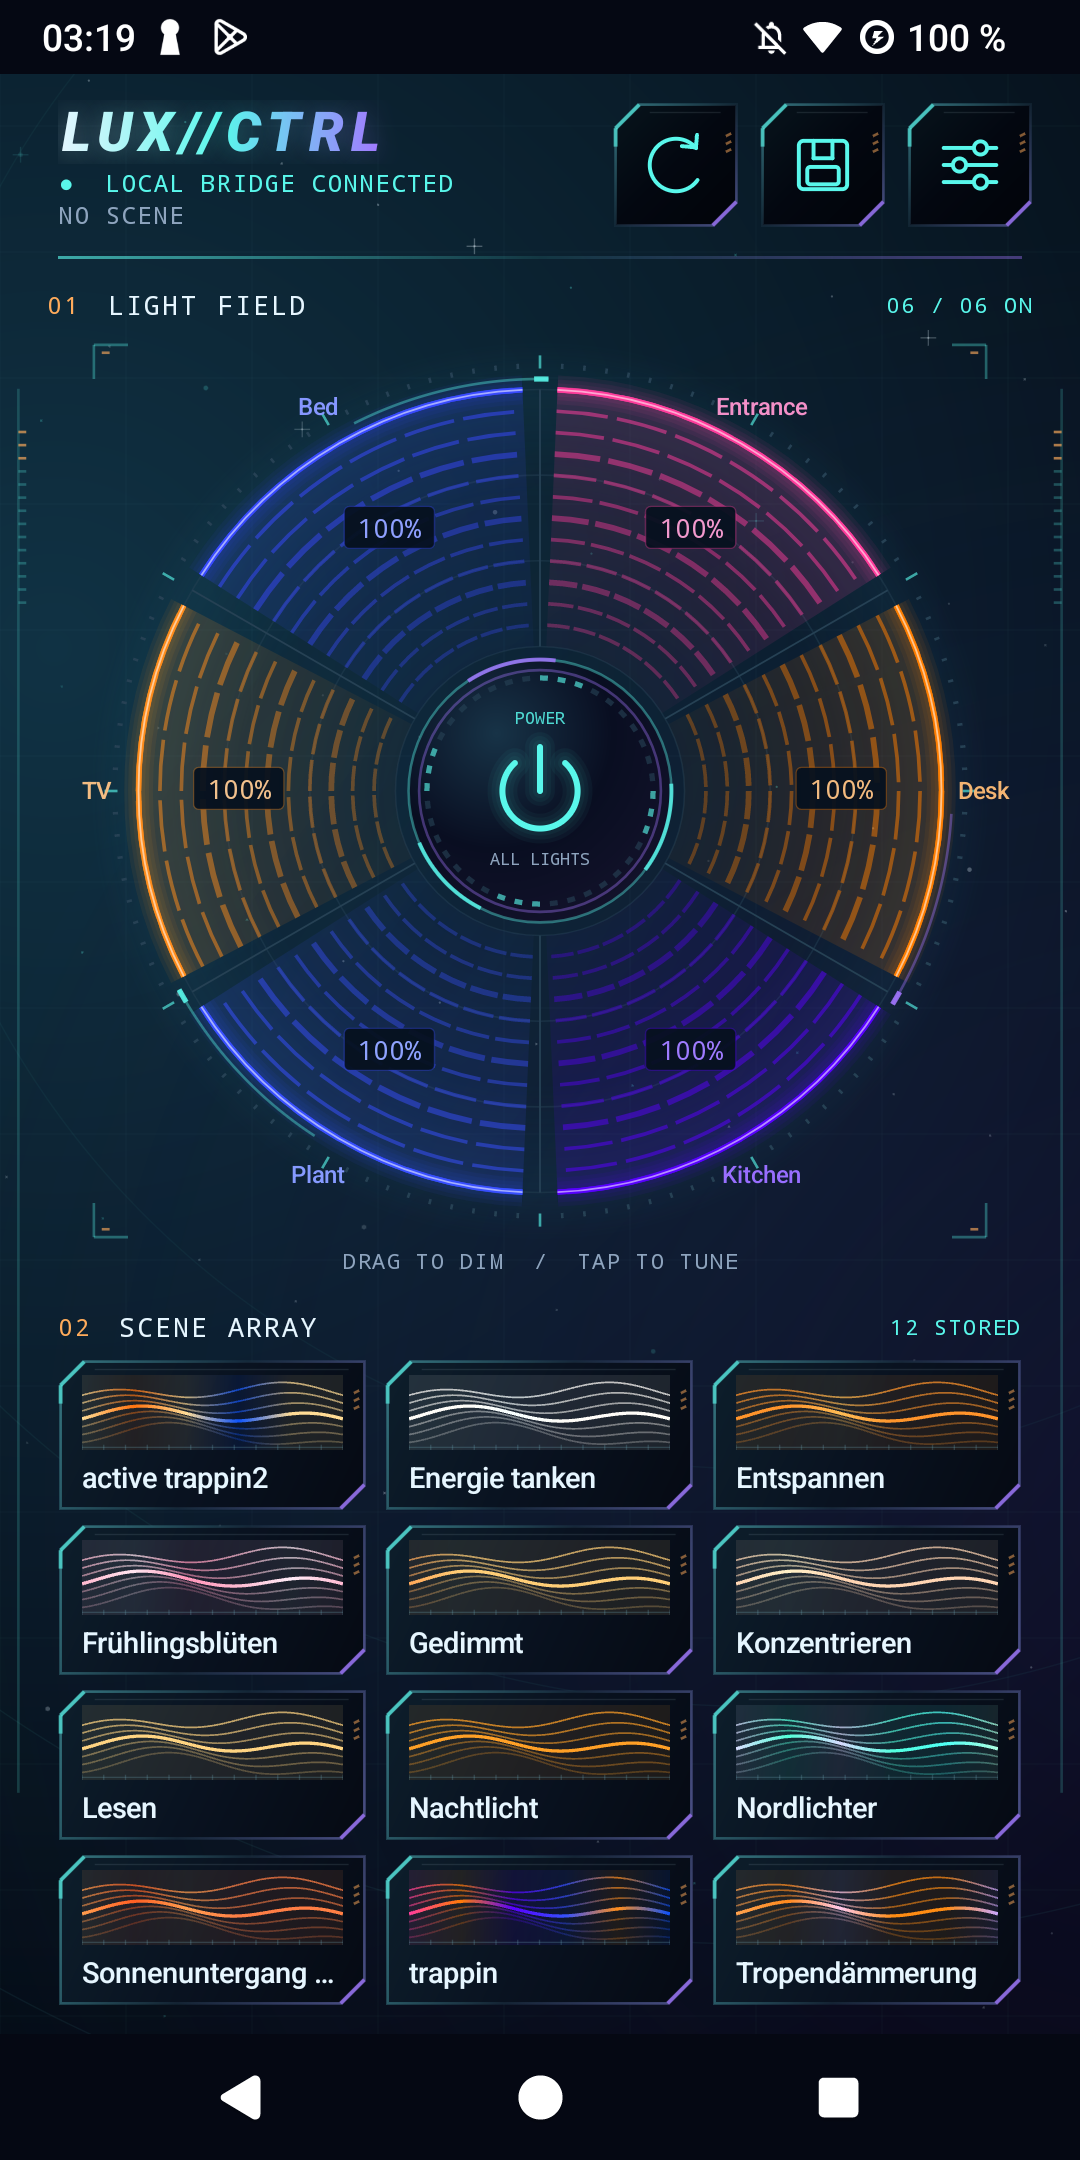 03:19
100 %
LUX//CTRL
LOCAL BRIDGE CONNECTED
NO SCENE
01 LIGHT FIELD
06 / 06 ON
Bed
Entrance
100%
100%
TV
100%
POWER
ALL LIGHTS
100%
Desk
100%
100%
Plant
Kitchen
DRAG TO DIM / TAP TO TUNE
02 SCENE ARRAY
12 STORED
active trappin2
Energie tanken
Entspannen
Frühlingsblüten
Gedimmt
Konzentrieren
Lesen
Nachtlicht
Nordlichter
Sonnenuntergang ...
trappin
Tropendämmerung